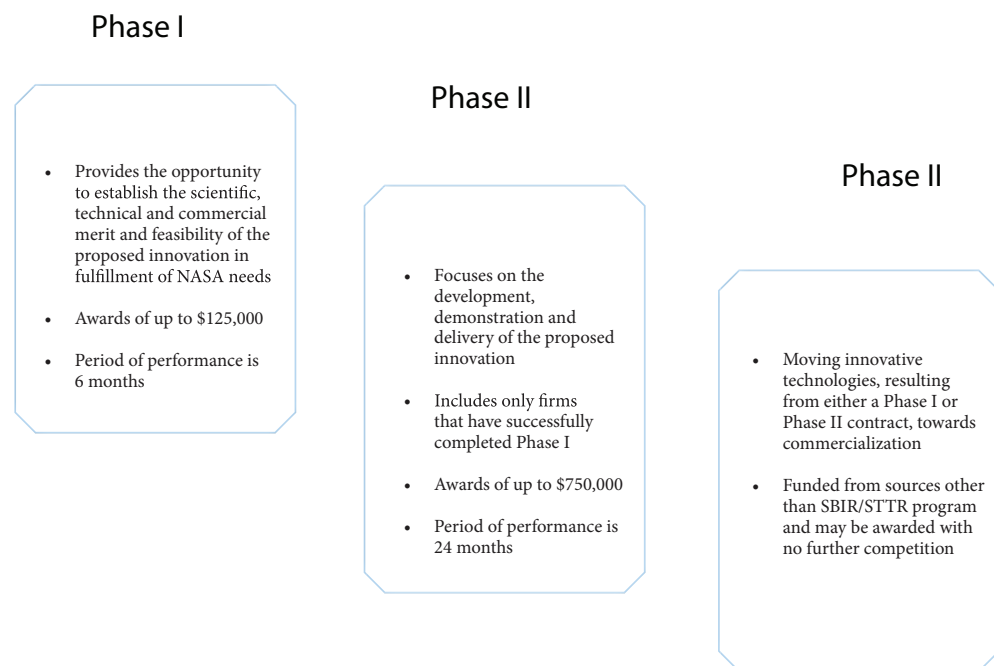 Phase I
• Provides the opportunity
to establish the scientific,
technical and commercial
merit and feasibility of the
proposed innovation in
fulfillment of NASA needs
• Awards of up to $125,000
• Period of performance is
6 months
Phase II
• Focuses on the
development,
demonstration and
delivery of the proposed
innovation
• Includes only firms
that have successfully
completed Phase I
• Awards of up to $750,000
• Period of performance is
24 months
Phase II
• Moving innovative
technologies, resulting
from either a Phase I or
Phase II contract, towards
commercialization
• Funded from sources other
than SBIR/STTR program
and may be awarded with
no further competition